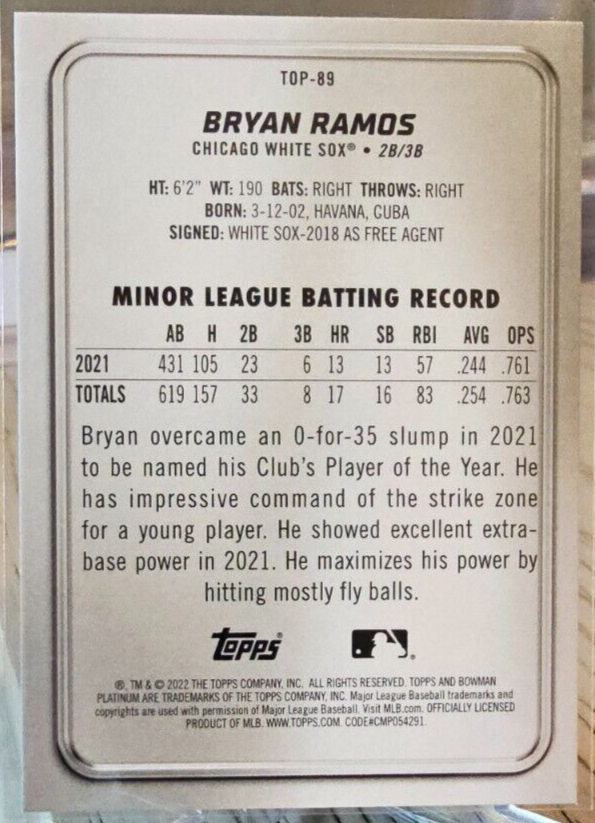 TOP-89
BRYAN RAMOS
CHICAGO WHITE SOX® • 2B/3B
HT: 6'2" WT: 190 BATS: RIGHT THROWS: RIGHT
BORN: 3-12-02, HAVANA, CUBA
SIGNED: WHITE SOX-2018 AS FREE AGENT
MINOR LEAGUE BATTING RECORD
AB H 2B 3B HR SB RBI AVG OPS
2021 431 105 23 6 13 13 57 .244 .761
TOTALS 619 157 33 8 17 16 83 .254 .763
Bryan overcame an 0-for-35 slump in 2021
to be named his Club's Player of the Year. He
has impressive command of the strike zone
for a young player. He showed excellent extra-
base power in 2021. He maximizes his power by
hitting mostly fly balls.
Topps®
®, TM & © 2022 THE TOPPS COMPANY, INC. ALL RIGHTS RESERVED. TOPPS AND BOWMAN
PLATINUM ARE TRADEMARKS OF THE TOPPS COMPANY, INC. Major League Baseball trademarks and
copyrights are used with permission of Major League Baseball. Visit MLB.com. OFFICIALLY LICENSED
PRODUCT OF MLB. WWW.TOPPS.COM. CODE#CMP054291